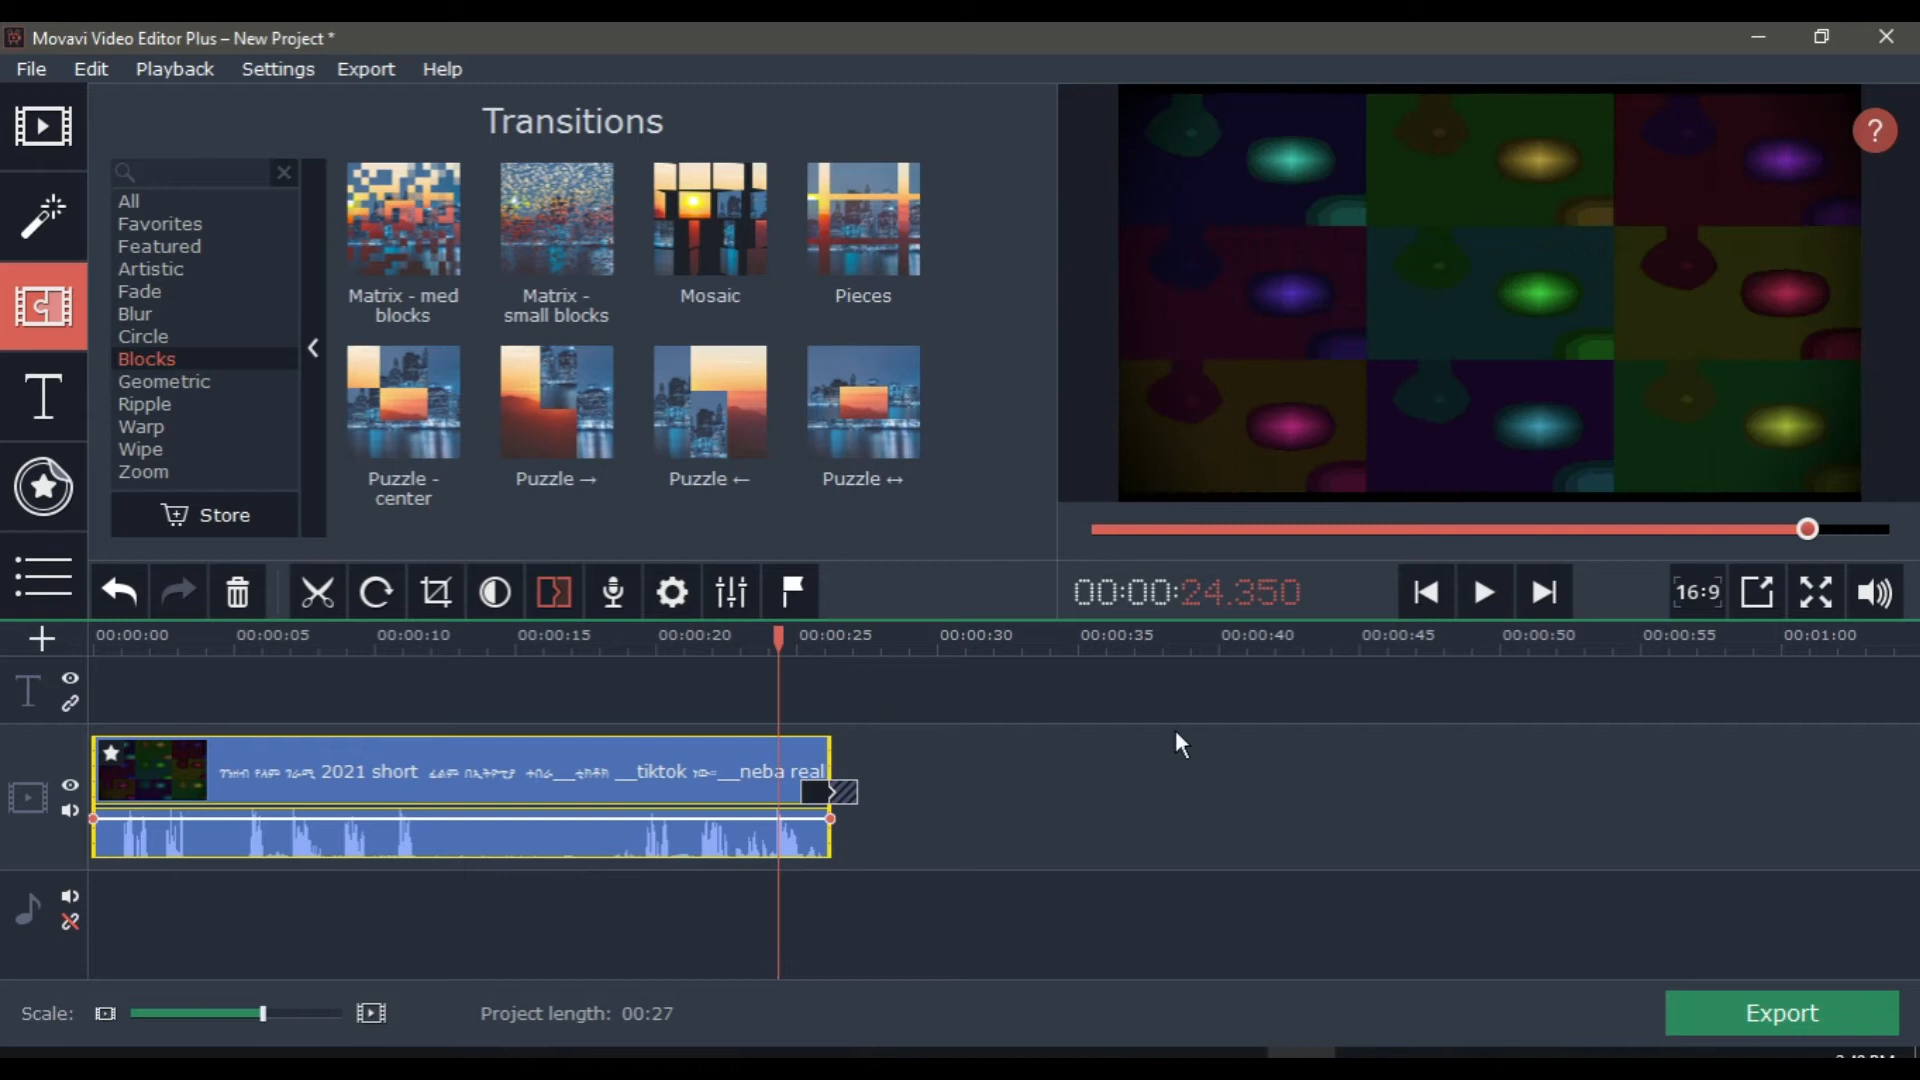 Movavi Video Editor Plus – New Project *
File Edit Playback Settings Export Help
Transitions
All
Favorites
Featured
Artistic
Fade
Blur
Circle
Blocks
Geometric
Ripple
Warp
Wipe
Zoom
Store
Matrix - med blocks
Matrix - small blocks
Mosaic
Pieces
Puzzle - center
Puzzle →
Puzzle ←
Puzzle ↔
?
00:00:24.350
16:9
00:00:00 00:00:05 00:00:10 00:00:15 00:00:20 00:00:25 00:00:30 00:00:35 00:00:40 00:00:45 00:00:50 00:00:55 00:01:00
T
2021 short ፊልም በኢትዮጲያ ተሰራ__ቲክቶክ __tiktok ነው።__neba real
Scale:
Project length: 00:27
Export